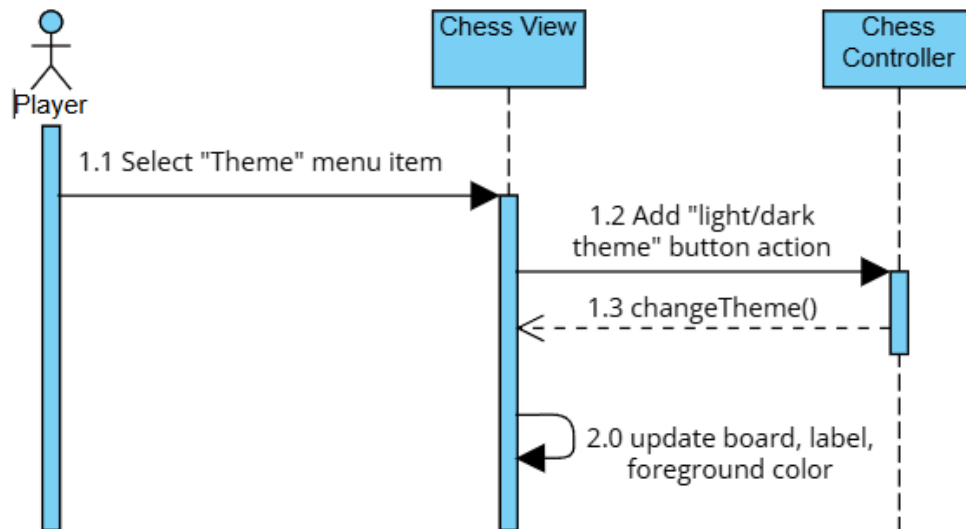 Chess View
Chess
Controller
Player
1.1 Select "Theme" menu item
1.2 Add "light/dark
theme" button action
1.3 changeTheme()
2.0 update board, label,
foreground color